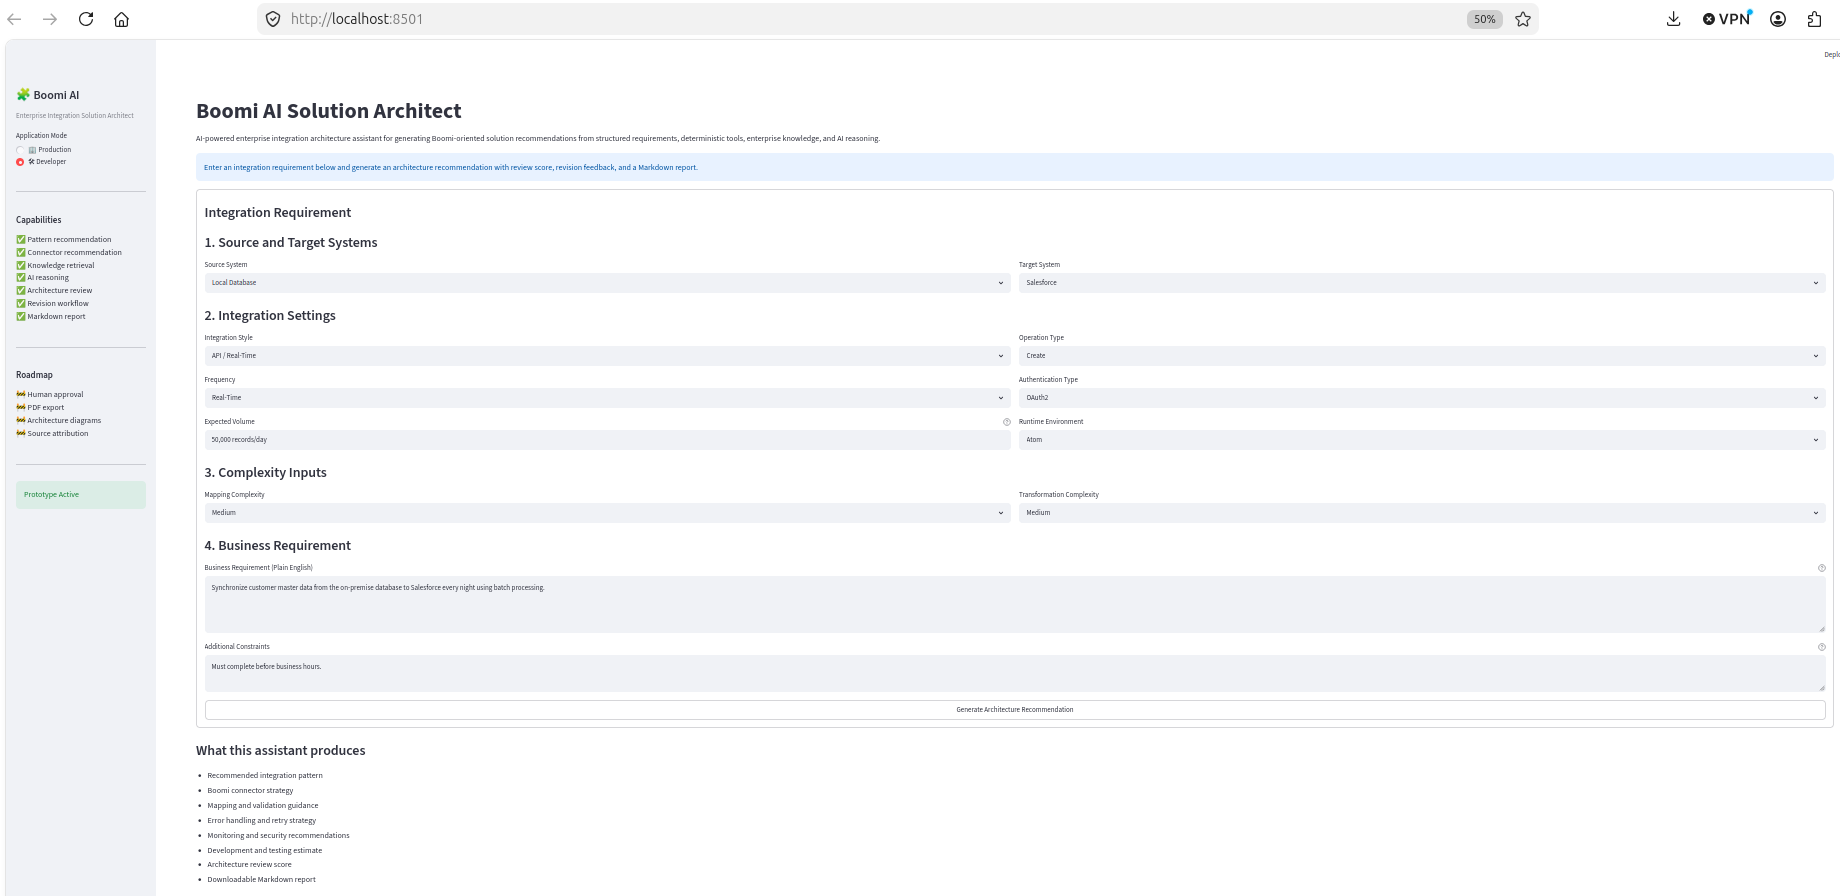 http://localhost:8501
50%
VPN
🧩 Boomi AI
Enterprise Integration Solution Architect
Application Mode
🏢 Production
🛠 Developer
Capabilities
✅ Pattern recommendation
✅ Connector recommendation
✅ Knowledge retrieval
✅ AI reasoning
✅ Architecture review
✅ Revision workflow
✅ Markdown report
Roadmap
🚧 Human approval
🚧 PDF export
🚧 Architecture diagrams
🚧 Source attribution
Prototype Active
Boomi AI Solution Architect
AI-powered enterprise integration architecture assistant for generating Boomi-oriented solution recommendations from structured requirements, deterministic tools, enterprise knowledge, and AI reasoning.
Enter an integration requirement below and generate an architecture recommendation with review score, revision feedback, and a Markdown report.
Integration Requirement
1. Source and Target Systems
Source System
Target System
Local Database
Salesforce
2. Integration Settings
Integration Style
Operation Type
API / Real-Time
Create
Frequency
Authentication Type
Real-Time
OAuth2
Expected Volume
Runtime Environment
50,000 records/day
Atom
3. Complexity Inputs
Mapping Complexity
Transformation Complexity
Medium
Medium
4. Business Requirement
Business Requirement (Plain English)
Synchronize customer master data from the on-premise database to Salesforce every night using batch processing.
Additional Constraints
Must complete before business hours.
Generate Architecture Recommendation
What this assistant produces
• Recommended integration pattern
• Boomi connector strategy
• Mapping and validation guidance
• Error handling and retry strategy
• Monitoring and security recommendations
• Development and testing estimate
• Architecture review score
• Downloadable Markdown report